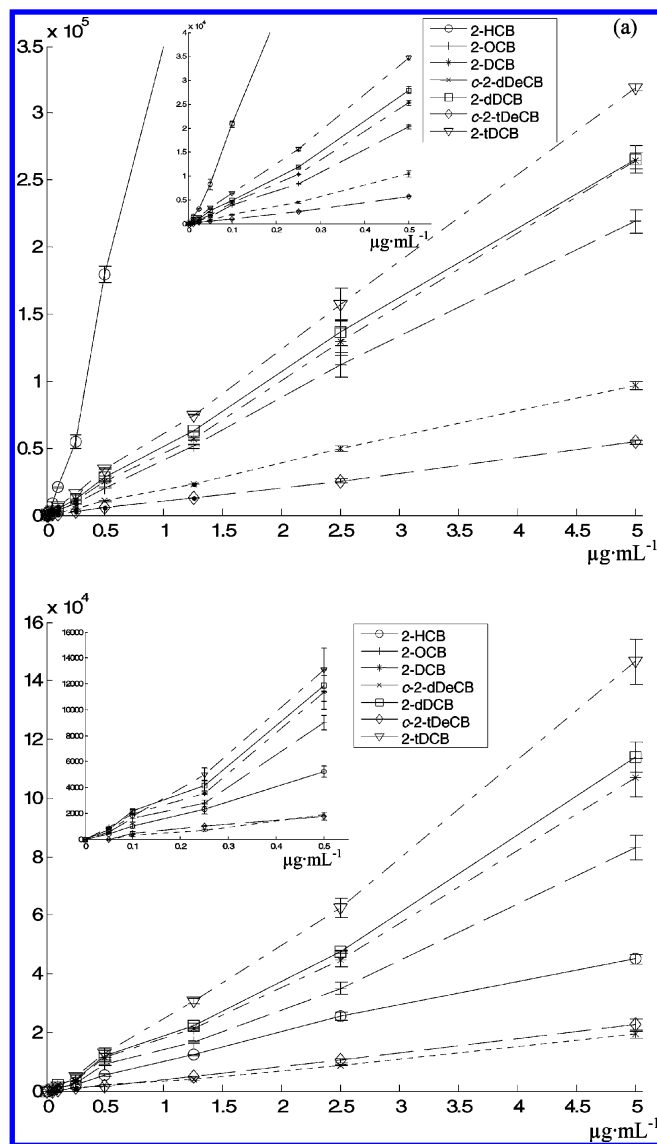 x 10⁵
(a)
3.5
3
2.5
2
1.5
1
0.5
0
0 0.5 1 1.5 2 2.5 3 3.5 4 4.5 5
µg·mL⁻¹
x 10⁴
4
3.5
3
2.5
2
1.5
1
0.5
0
0 0.1 0.2 0.3 0.4 0.5
µg·mL⁻¹
2-HCB
2-OCB
2-DCB
c-2-dDeCB
2-dDCB
c-2-tDeCB
2-tDCB
x 10⁴
16
14
12
10
8
6
4
2
0
0 0.5 1 1.5 2 2.5 3 3.5 4 4.5 5
µg·mL⁻¹
16000
14000
12000
10000
8000
6000
4000
2000
0
0 0.1 0.2 0.3 0.4 0.5
µg·mL⁻¹
2-HCB
2-OCB
2-DCB
c-2-dDeCB
2-dDCB
c-2-tDeCB
2-tDCB